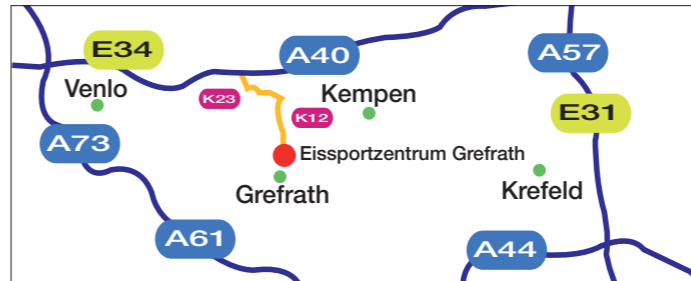 E34
A40
A57
Venlo
K23
Kempen
K12
E31
A73
Eissportzentrum Grefrath
Grefrath
Krefeld
A61
A44